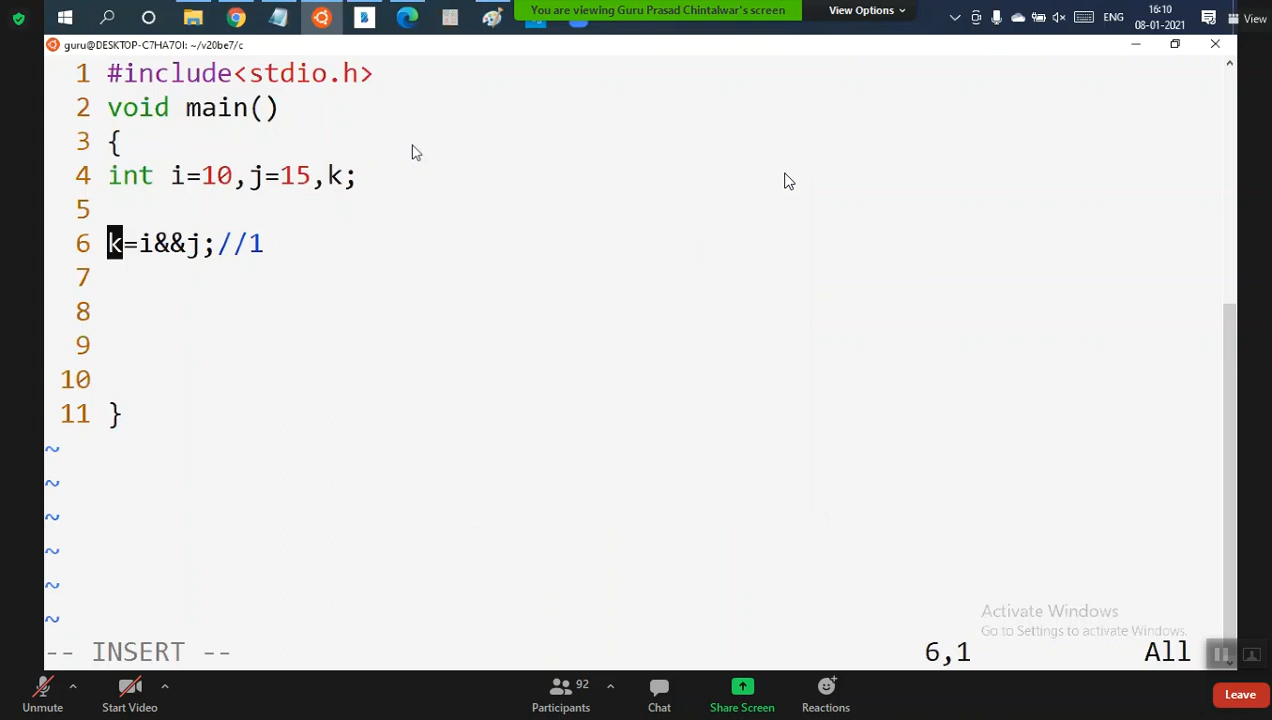 You are viewing Guru Prasad Chintalwar's screen
View Options
ENG
16:10
08-01-2021
View
guru@DESKTOP-C7HA7OI: ~/v20be7/c
1 #include<stdio.h>
2 void main()
3 {
4 int i=10,j=15,k;
5
6 k=i&&j;//1
7
8
9
10
11 }
~
~
~
~
~
~
Activate Windows
Go to Settings to activate Windows.
-- INSERT --
6,1
All
Unmute
Start Video
92
Participants
Chat
Share Screen
Reactions
Leave